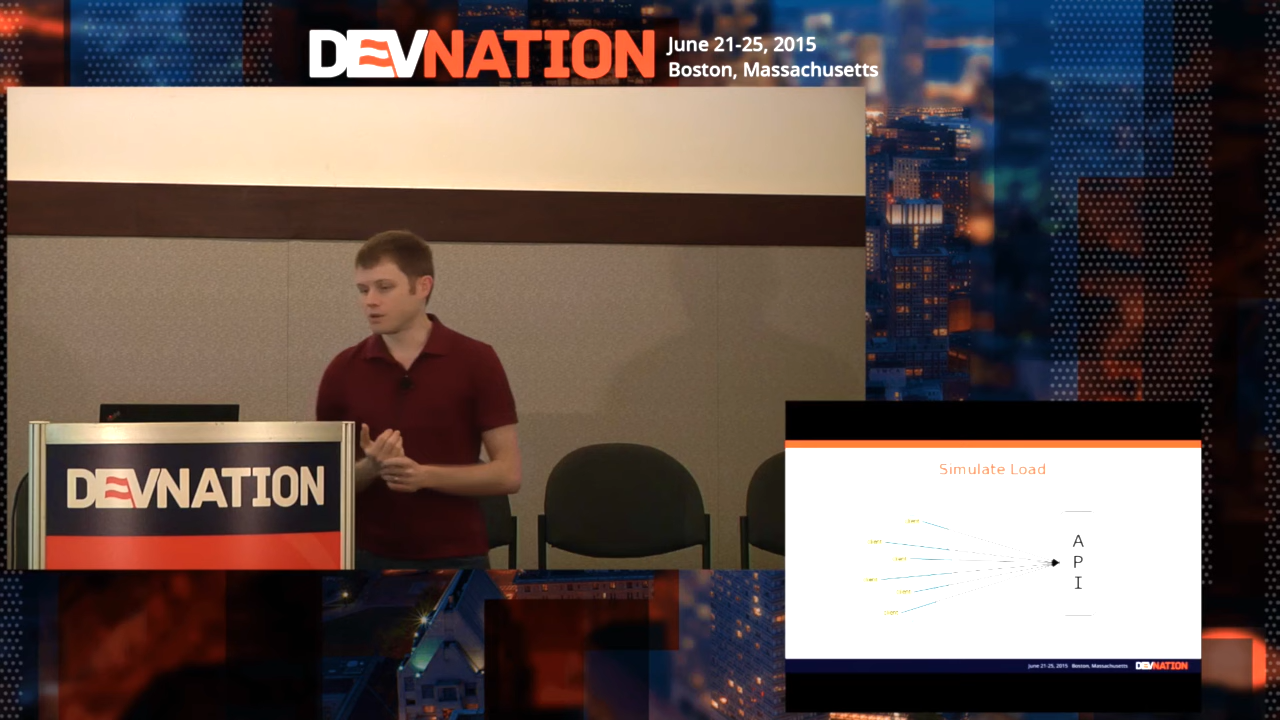 DEVNATION
June 21-25, 2015
Boston, Massachusetts
DEVNATION
Simulate Load
A
P
I
June 21-25, 2015 Boston, Massachusetts DEVNATION